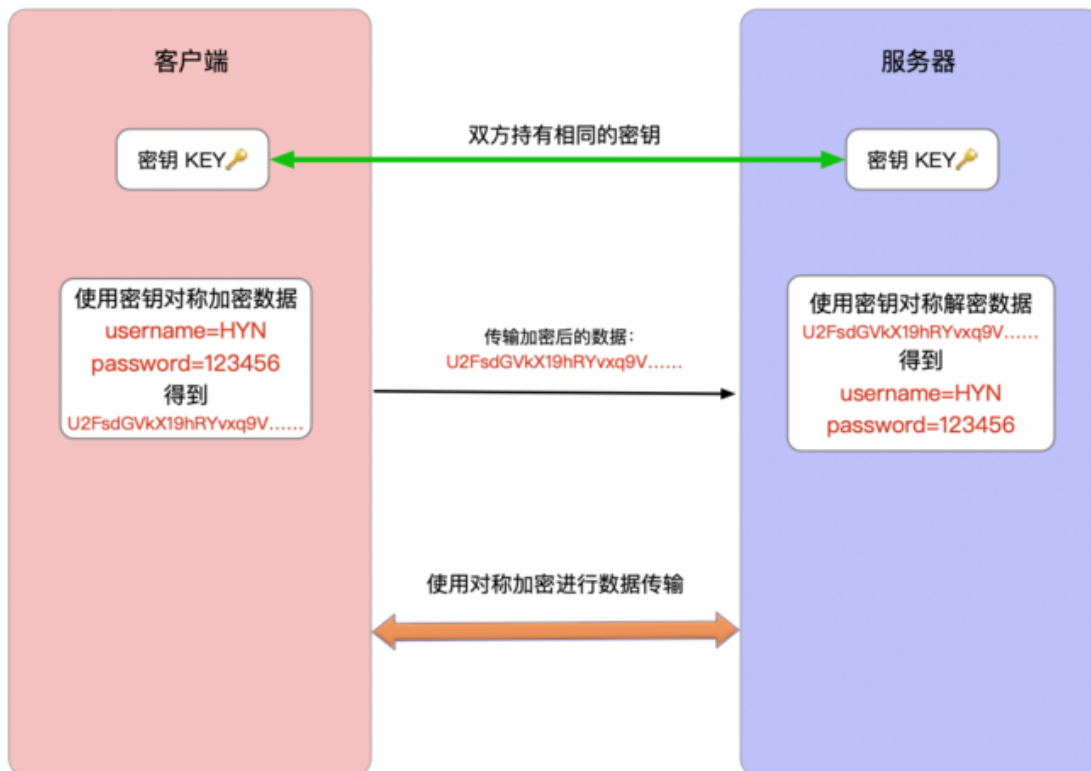 客户端
服务器
双方持有相同的密钥
密钥 KEY🔑
密钥 KEY🔑
使用密钥对称加密数据
username=HYN
password=123456
得到
U2FsdGVkX19hRYvxq9V……
传输加密后的数据：
U2FsdGVkX19hRYvxq9V……
使用密钥对称解密数据
U2FsdGVkX19hRYvxq9V……
得到
username=HYN
password=123456
使用对称加密进行数据传输